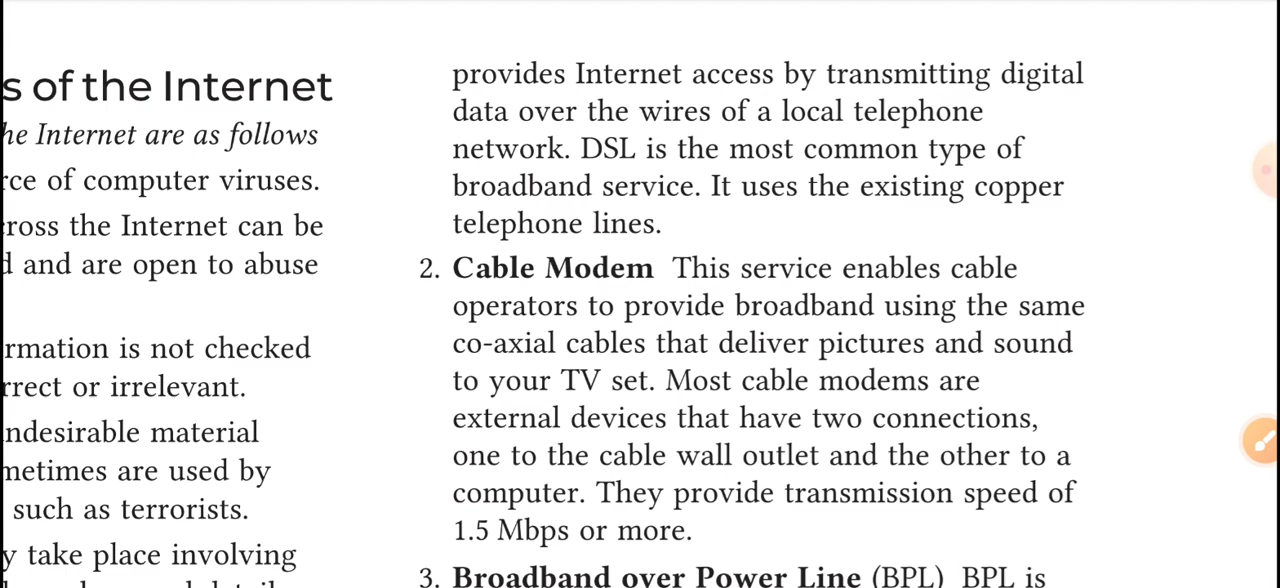 s of the Internet
he Internet are as follows
rce of computer viruses.
cross the Internet can be
d and are open to abuse
rmation is not checked
rrect or irrelevant.
ndesirable material
metimes are used by
such as terrorists.
y take place involving
provides Internet access by transmitting digital
data over the wires of a local telephone
network. DSL is the most common type of
broadband service. It uses the existing copper
telephone lines.
2. Cable Modem This service enables cable
operators to provide broadband using the same
co-axial cables that deliver pictures and sound
to your TV set. Most cable modems are
external devices that have two connections,
one to the cable wall outlet and the other to a
computer. They provide transmission speed of
1.5 Mbps or more.
3. Broadband over Power Line (BPL) BPL is